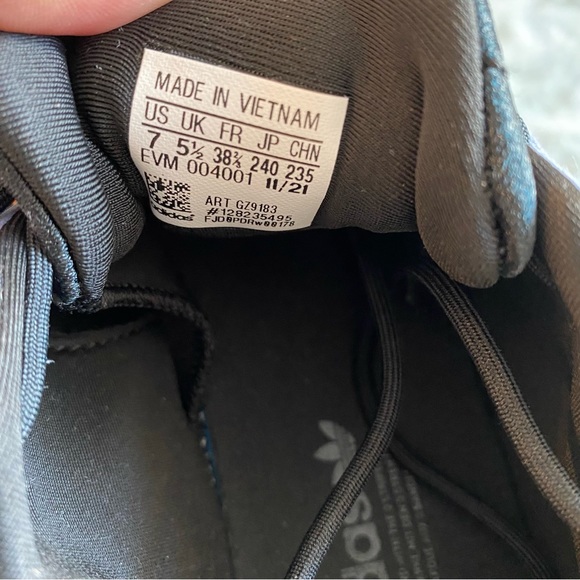 MADE IN VIETNAM
US UK FR JP CHN
7 5½ 38⅔ 240 235
EVM 004001 11/21
ART GZ9183
#128235495
adidas FJD0PDRW00178